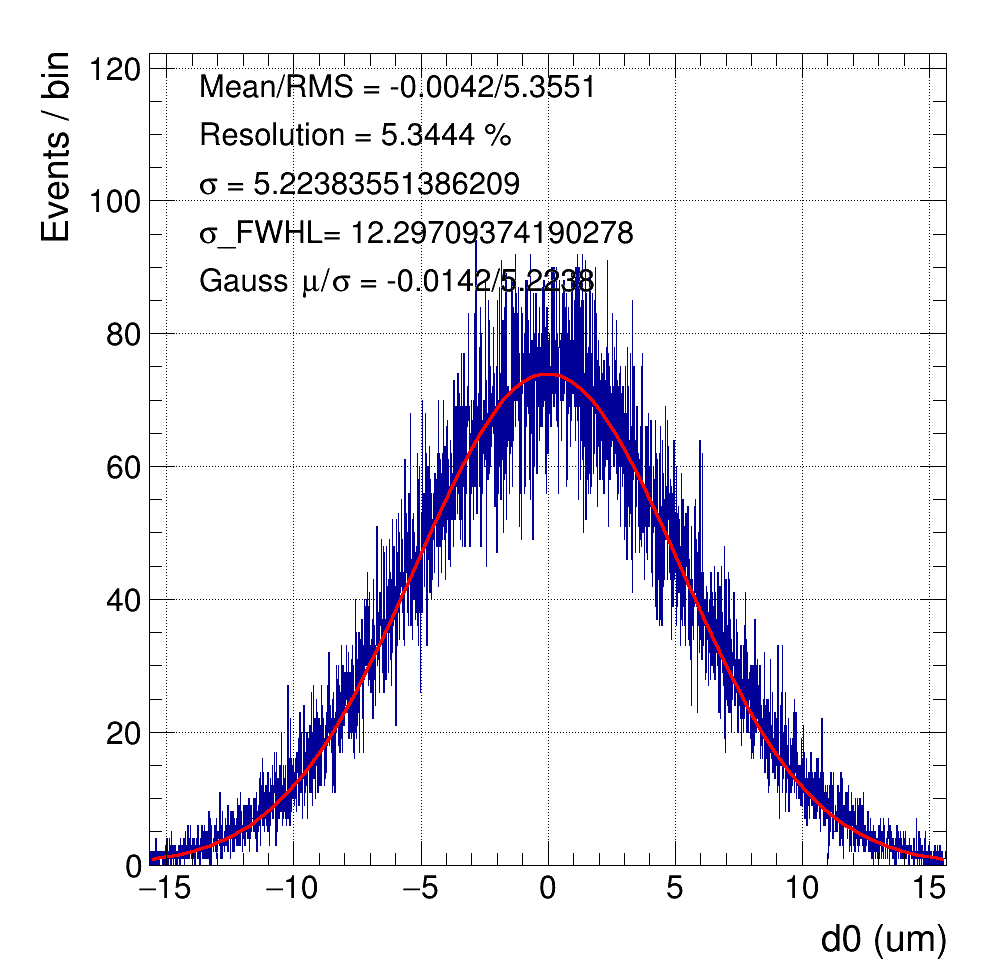 Events / bin
120
100
80
60
40
20
0
Mean/RMS = -0.0042/5.3551
Resolution = 5.3444 %
σ = 5.22383551386209
σ_FWHL= 12.29709374190278
Gauss μ/σ = -0.0142/5.2238
−15 −10 −5 0 5 10 15
d0 (um)